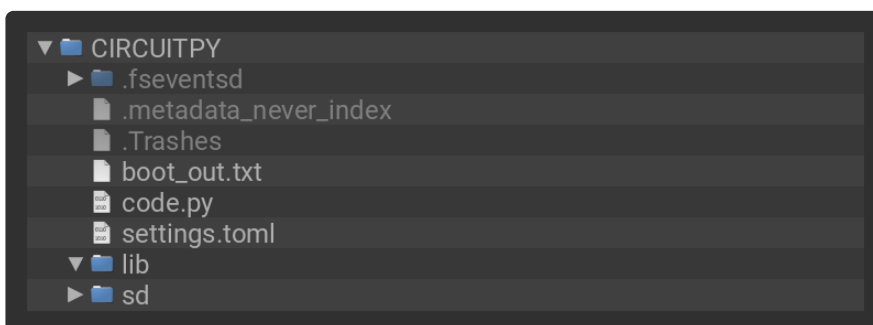 CIRCUITPY
.fseventsd
.metadata_never_index
.Trashes
boot_out.txt
code.py
settings.toml
lib
sd